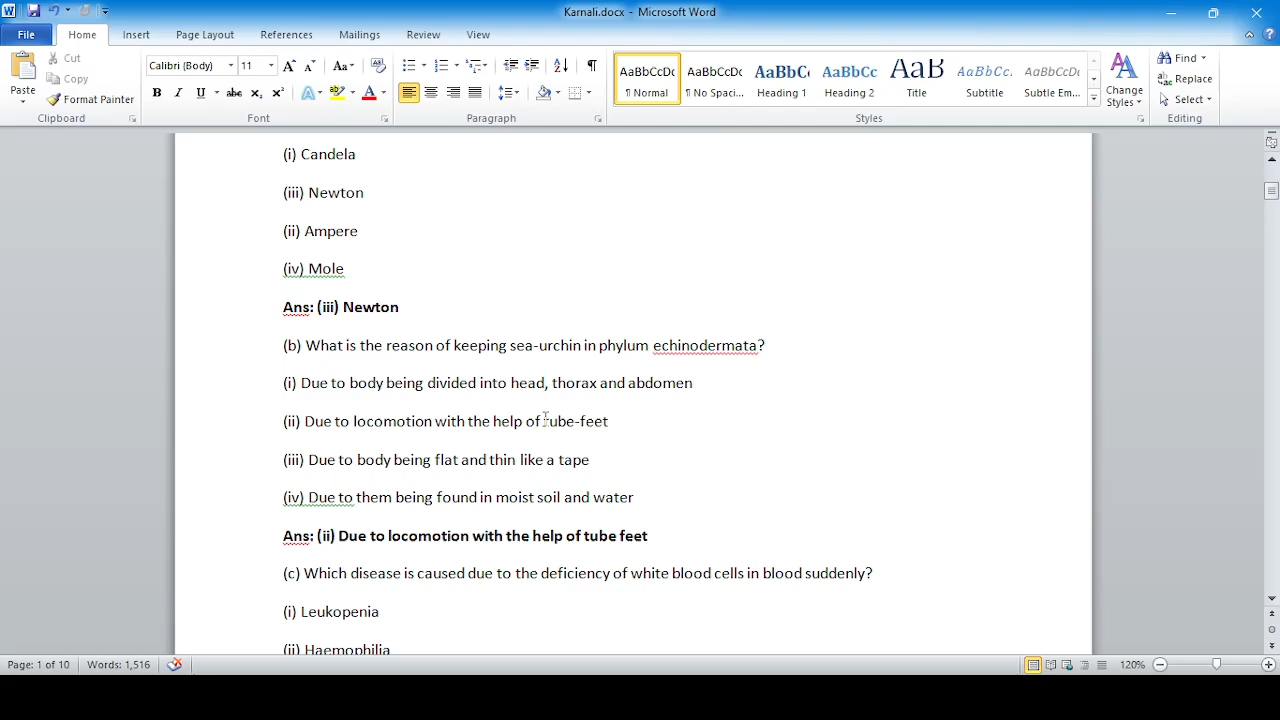 Karnali.docx - Microsoft Word
File Home Insert Page Layout References Mailings Review View
Paste
Cut
Copy
Format Painter
Clipboard
Calibri (Body) 11
Font
Paragraph
AaBbCcDc AaBbCcDc AaBbC AaBbCc AaB AaBbCc. AaBbCcDc
¶ Normal ¶ No Spaci... Heading 1 Heading 2 Title Subtitle Subtle Em...
Styles
Change Styles
Find
Replace
Select
Editing
(i) Candela
(iii) Newton
(ii) Ampere
(iv) Mole
Ans: (iii) Newton
(b) What is the reason of keeping sea-urchin in phylum echinodermata?
(i) Due to body being divided into head, thorax and abdomen
(ii) Due to locomotion with the help of tube-feet
(iii) Due to body being flat and thin like a tape
(iv) Due to them being found in moist soil and water
Ans: (ii) Due to locomotion with the help of tube feet
(c) Which disease is caused due to the deficiency of white blood cells in blood suddenly?
(i) Leukopenia
(ii) Haemophilia
Page: 1 of 10 Words: 1,516 120%